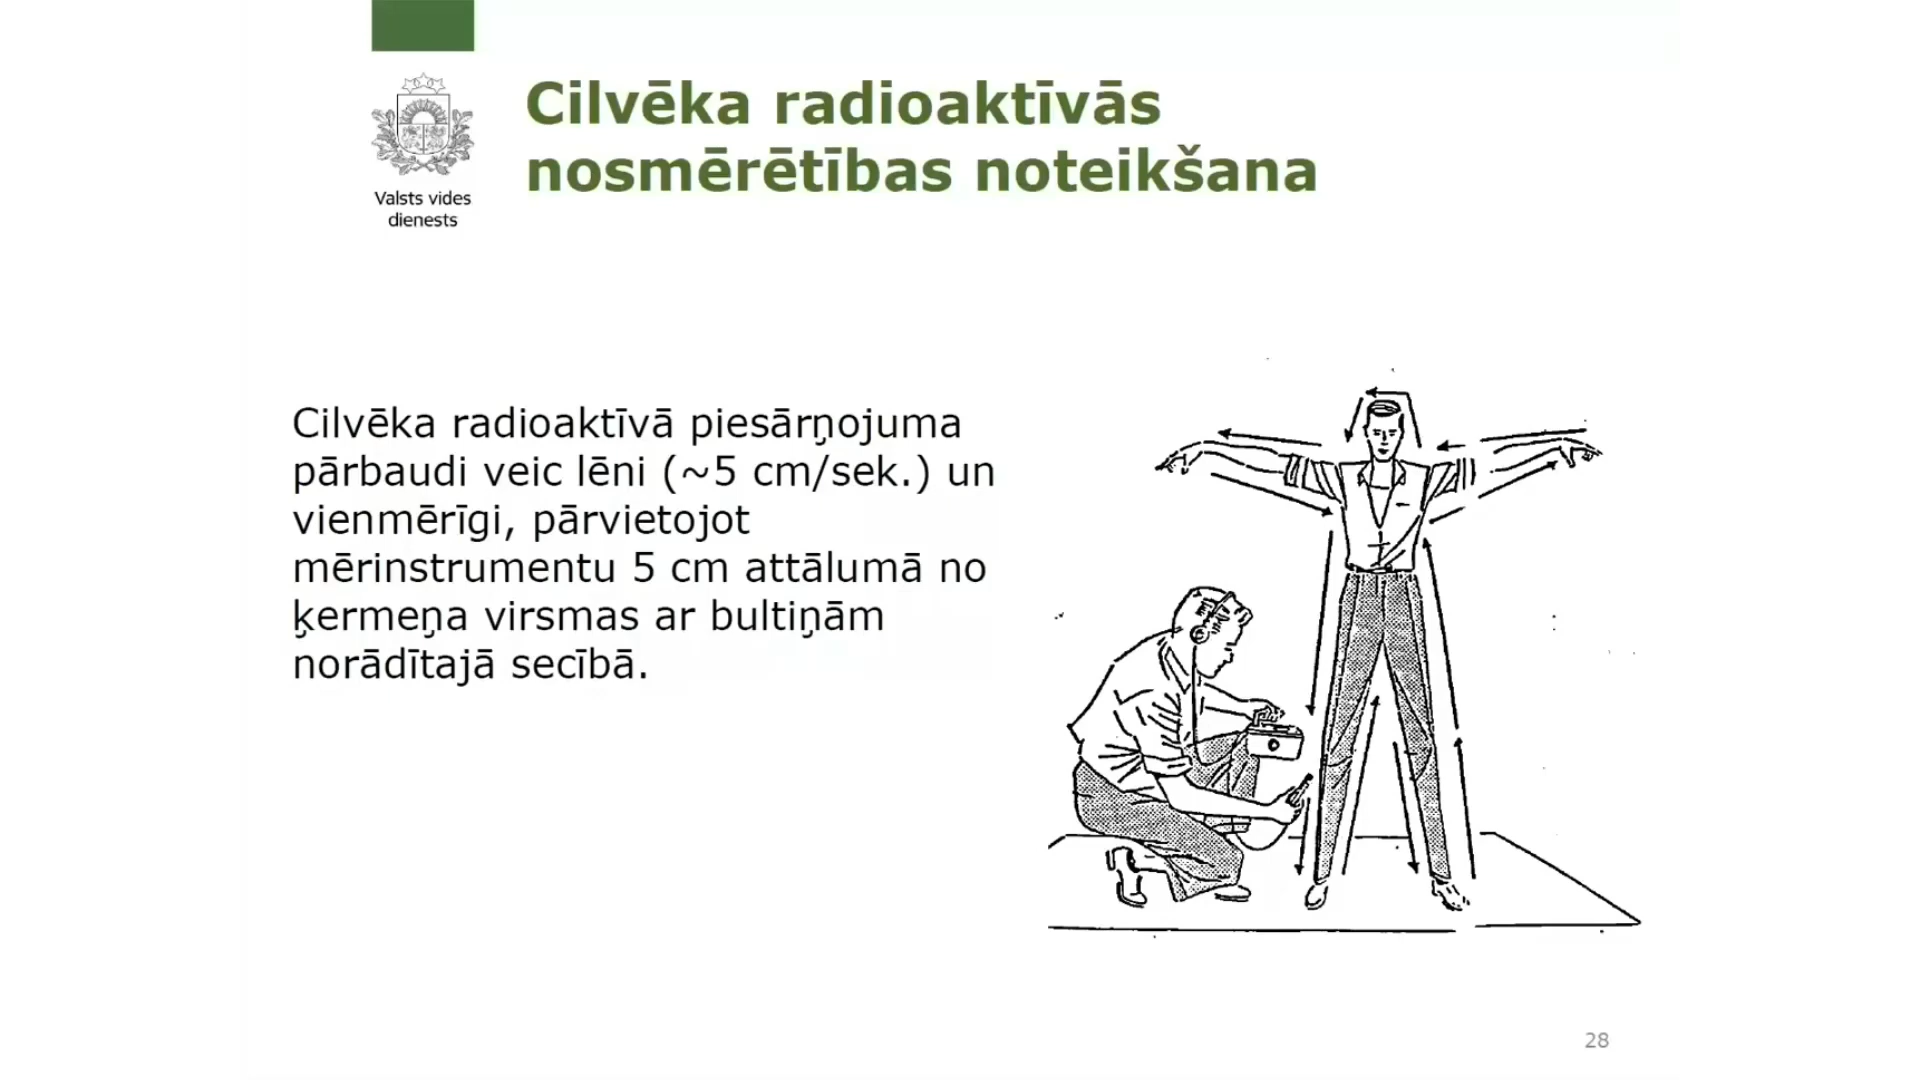 Cilvēka radioaktīvās
nosmērētības noteikšana
Valsts vides
dienests
Cilvēka radioaktīvā piesārņojuma
pārbaudi veic lēni (~5 cm/sek.) un
vienmērīgi, pārvietojot
mērinstrumentu 5 cm attālumā no
ķermeņa virsmas ar bultiņām
norādītajā secībā.
28